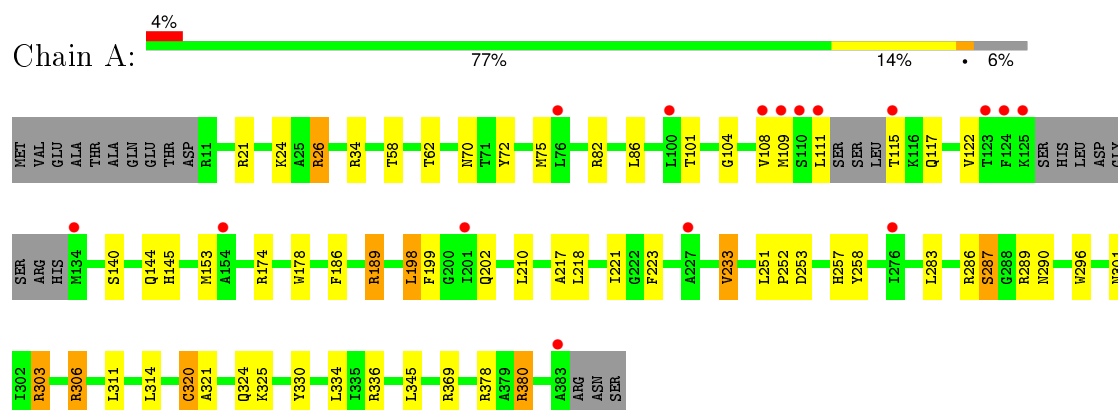 4%
Chain A:
77% 14% • 6%
MET VAL GLU ALA THR ALA GLN GLU THR ASP R11 R21 K24 A25 R26 R34 T58 T62 N70 T71 Y72 M75 L76 R82 L86 L100 T101 G104 V108 M109 S110 L111 SER SER LEU T115 K116 Q117 V122 T123 F124 K125 SER HIS LEU ASP GLY
SER ARG HIS M134 S140 Q144 H145 M153 A154 R174 W178 F186 R189 L198 F199 G200 I201 Q202 L210 A217 L218 I221 G222 F223 A227 V233 L251 P252 D253 H257 Y258 I276 L283 R286 S287 G288 R289 N290 W296 N301
I302 R303 R306 L311 L314 C320 A321 Q324 K325 Y330 L334 I335 R336 L345 R369 R378 A379 R380 A383 ARG ASN SER